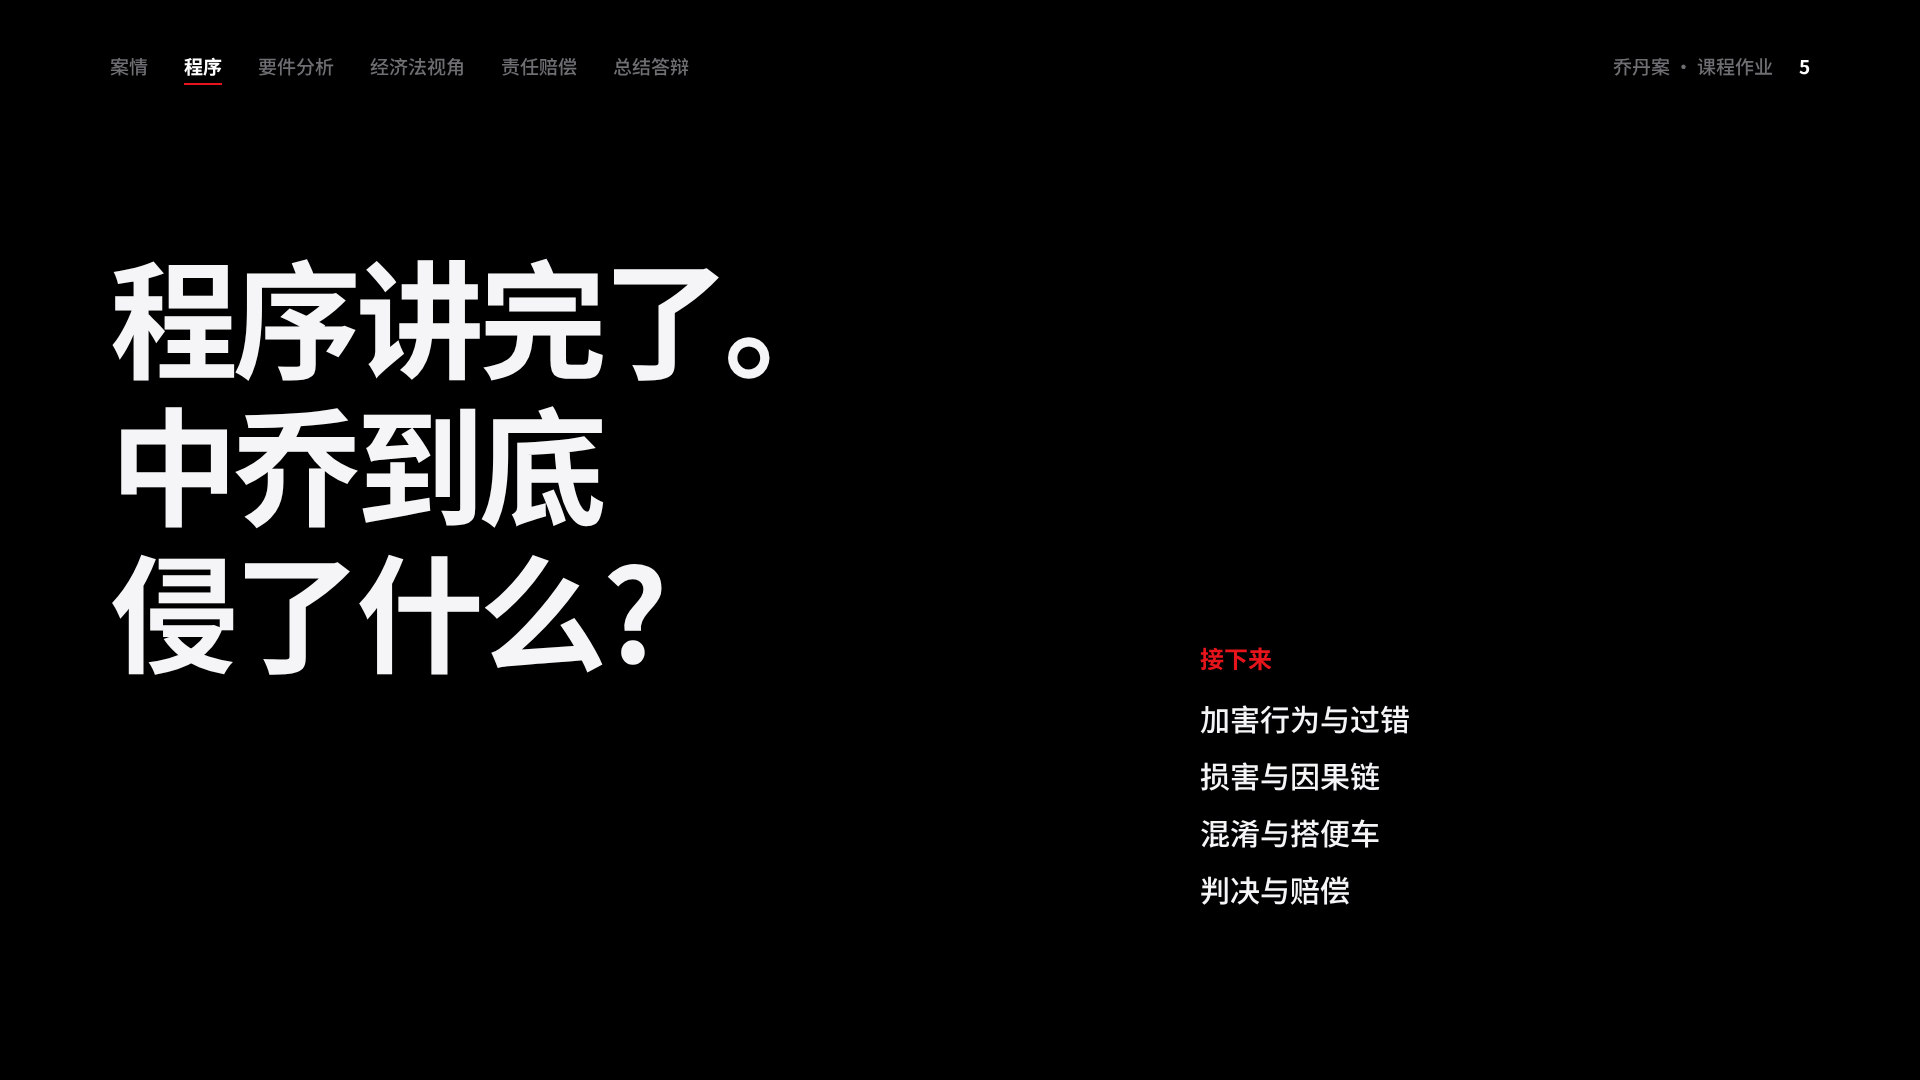 案情 程序 要件分析 经济法视角 责任赔偿 总结答辩
乔丹案 · 课程作业 5
程序讲完了。
中乔到底
侵了什么？
接下来
加害行为与过错
损害与因果链
混淆与搭便车
判决与赔偿